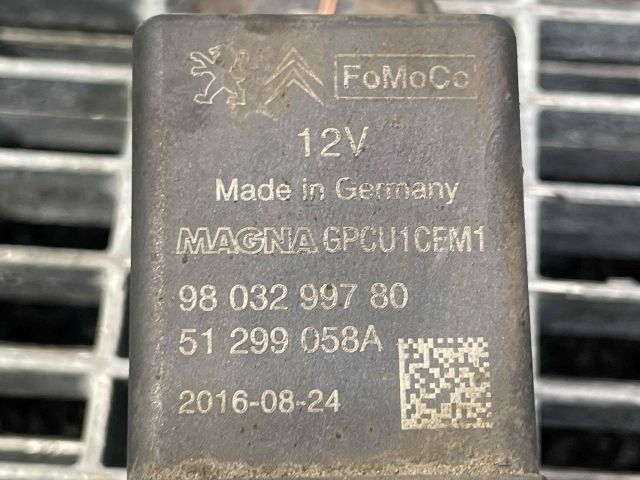 FoMoCo
12V
Made in Germany
MAGNA GPCU1CEM1
98 032 997 80
51 299 058A
2016-08-24